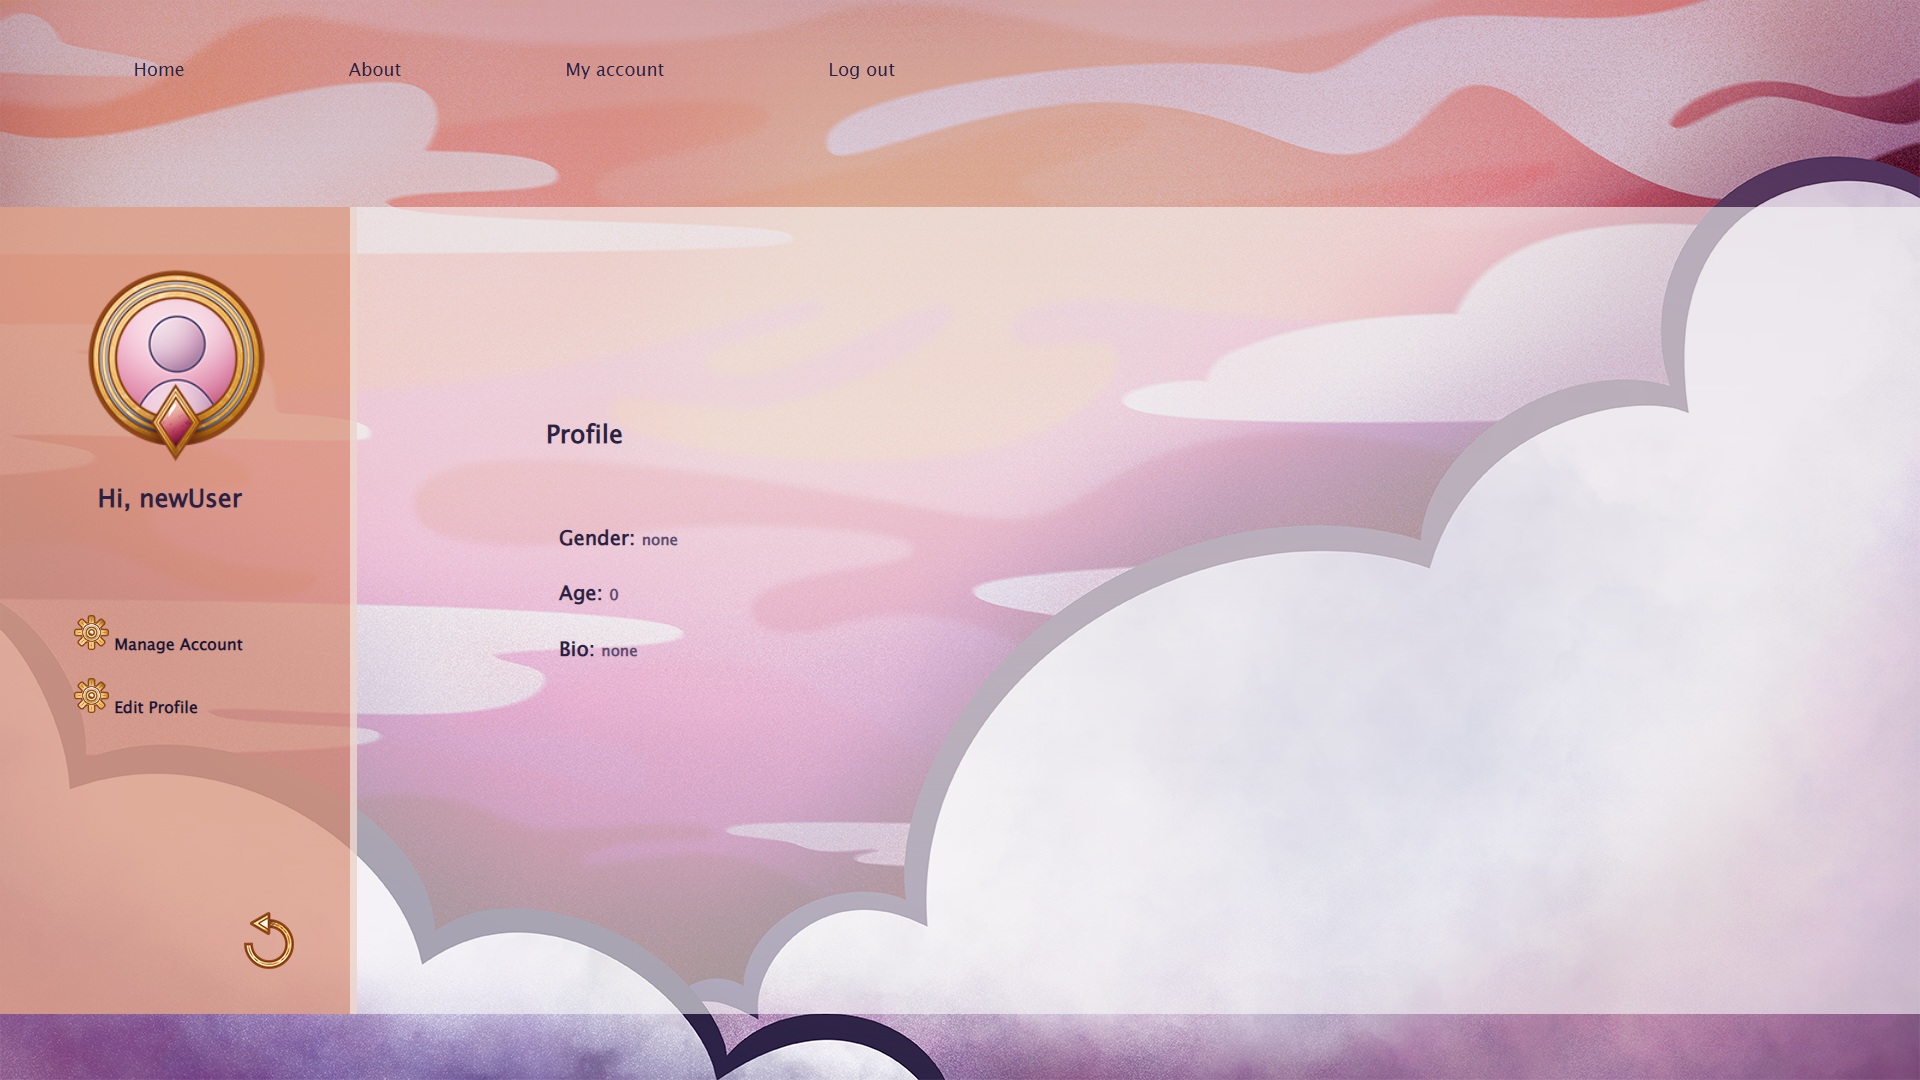 Home About My account Log out
Hi, newUser
Manage Account
Edit Profile
Profile
Gender: none
Age: 0
Bio: none